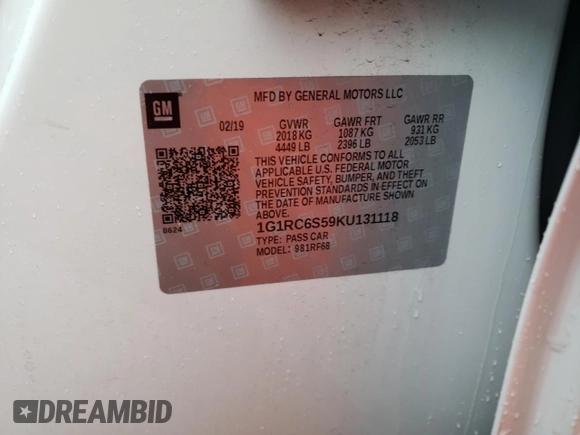 GM
MFD BY GENERAL MOTORS LLC
02/19 GVWR GAWR FRT GAWR RR
2018 KG 1087 KG 931 KG
4449 LB 2396 LB 2053 LB
THIS VEHICLE CONFORMS TO ALL
APPLICABLE U.S. FEDERAL MOTOR
VEHICLE SAFETY, BUMPER, AND THEFT
PREVENTION STANDARDS IN EFFECT ON
THE DATE OF MANUFACTURE SHOWN
ABOVE.
0624
1G1RC6S59KU131118
TYPE: PASS CAR
MODEL: 981RF68
DREAMBID